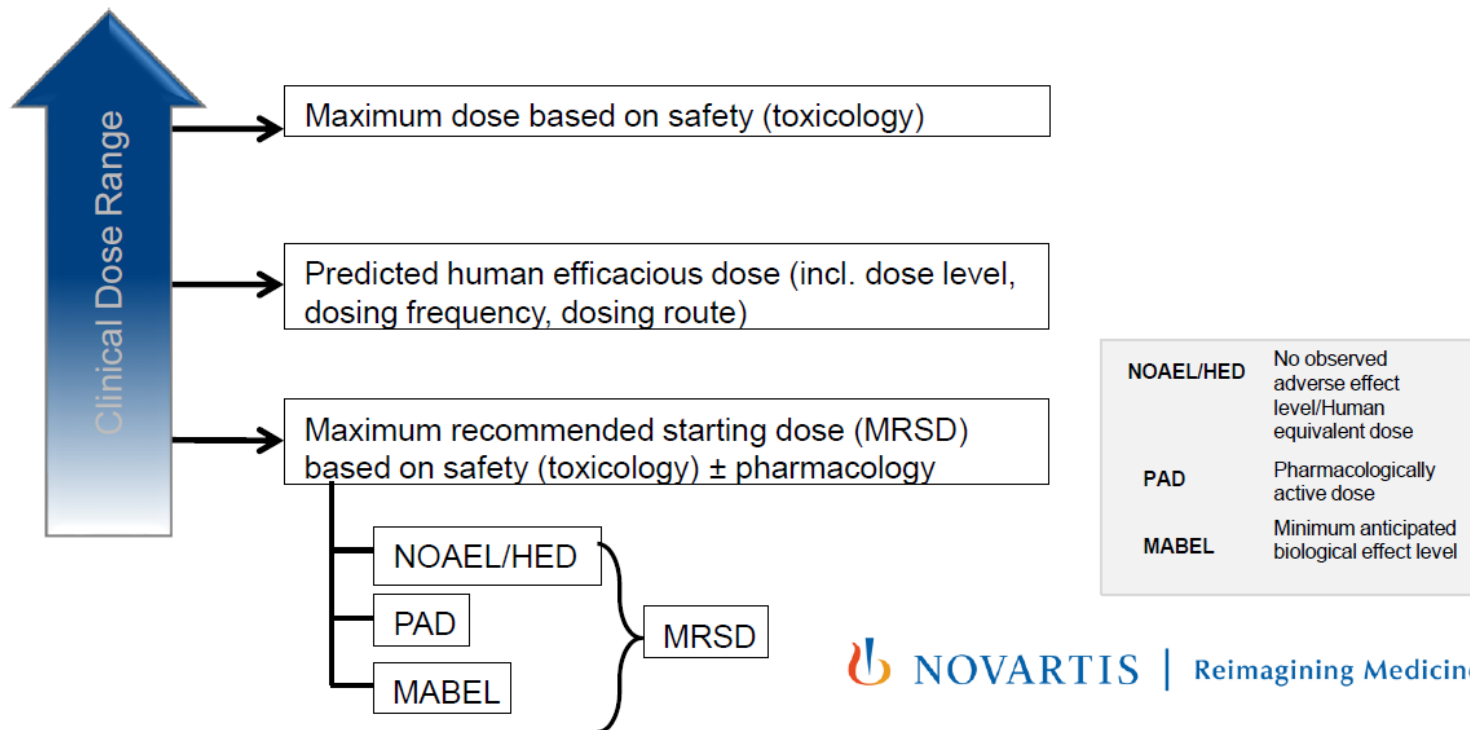 Clinical Dose Range
Maximum dose based on safety (toxicology)
Predicted human efficacious dose (incl. dose level,
dosing frequency, dosing route)
Maximum recommended starting dose (MRSD)
based on safety (toxicology) ± pharmacology
NOAEL/HED
PAD
MABEL
MRSD
NOAEL/HED
No observed
adverse effect
level/Human
equivalent dose
PAD
Pharmacologically
active dose
MABEL
Minimum anticipated
biological effect level
NOVARTIS | Reimagining Medicine